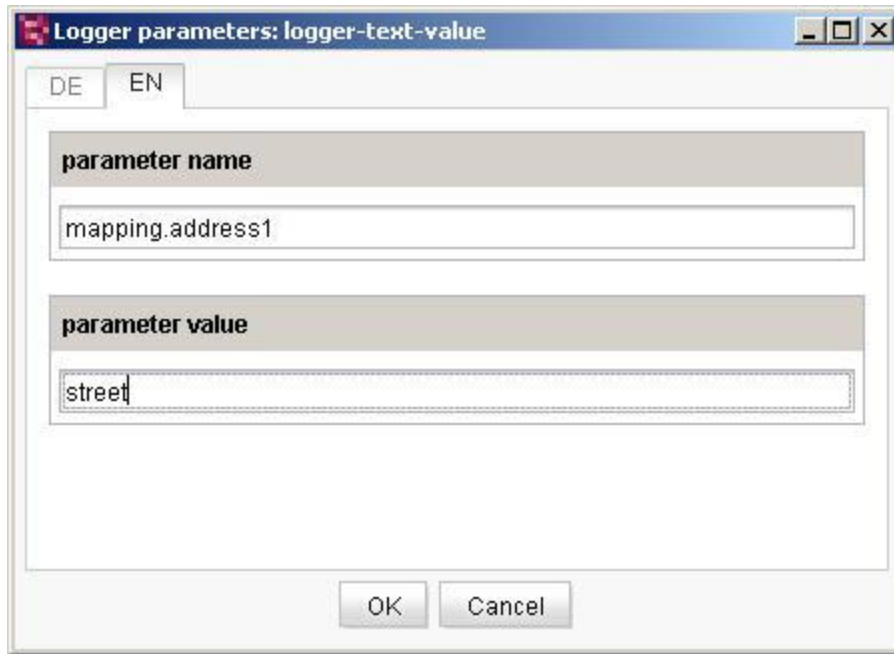 Logger parameters: logger-text-value
DE EN
parameter name
mapping.address1
parameter value
street
OK Cancel